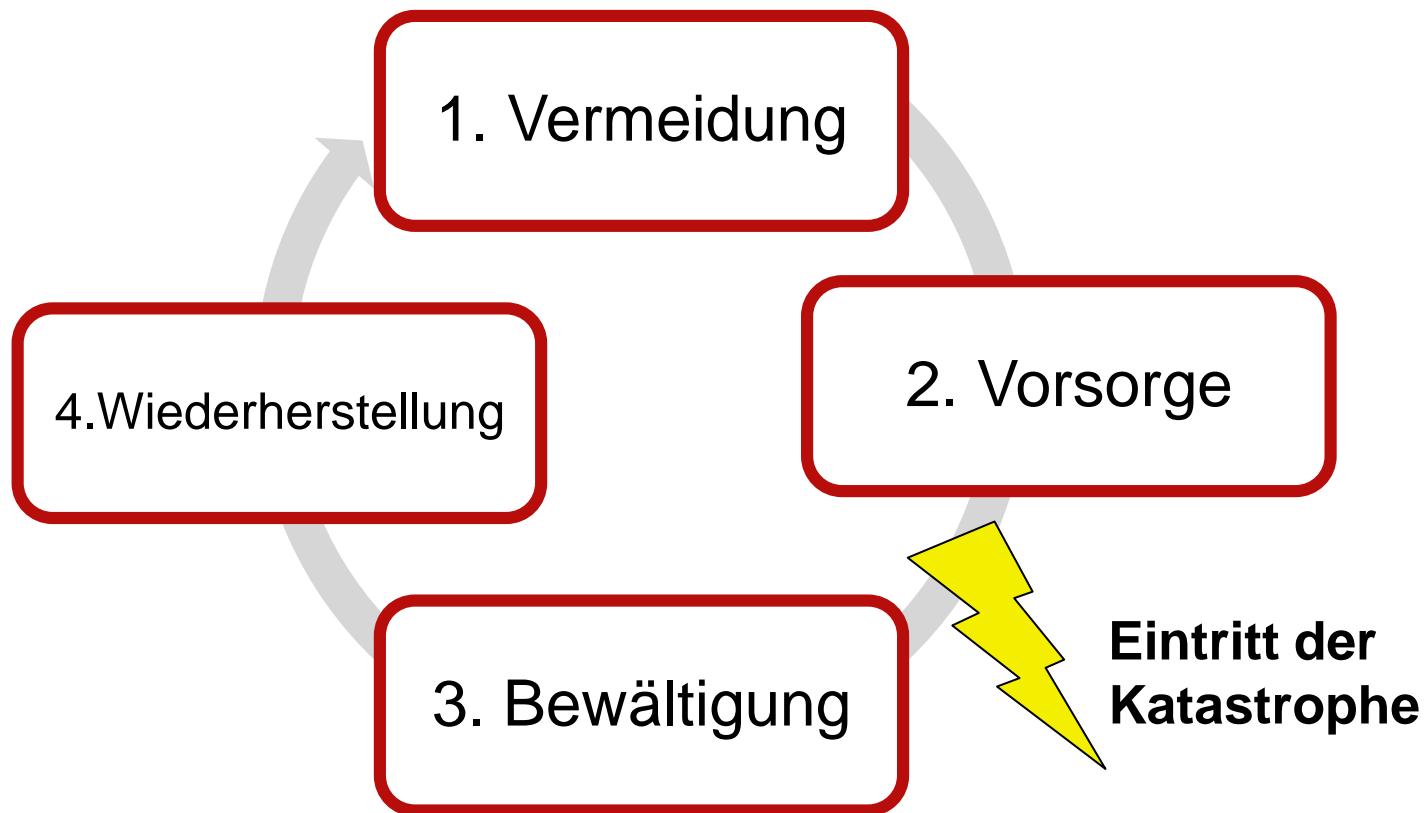 1. Vermeidung
2. Vorsorge
Eintritt der
Katastrophe
3. Bewältigung
4.Wiederherstellung